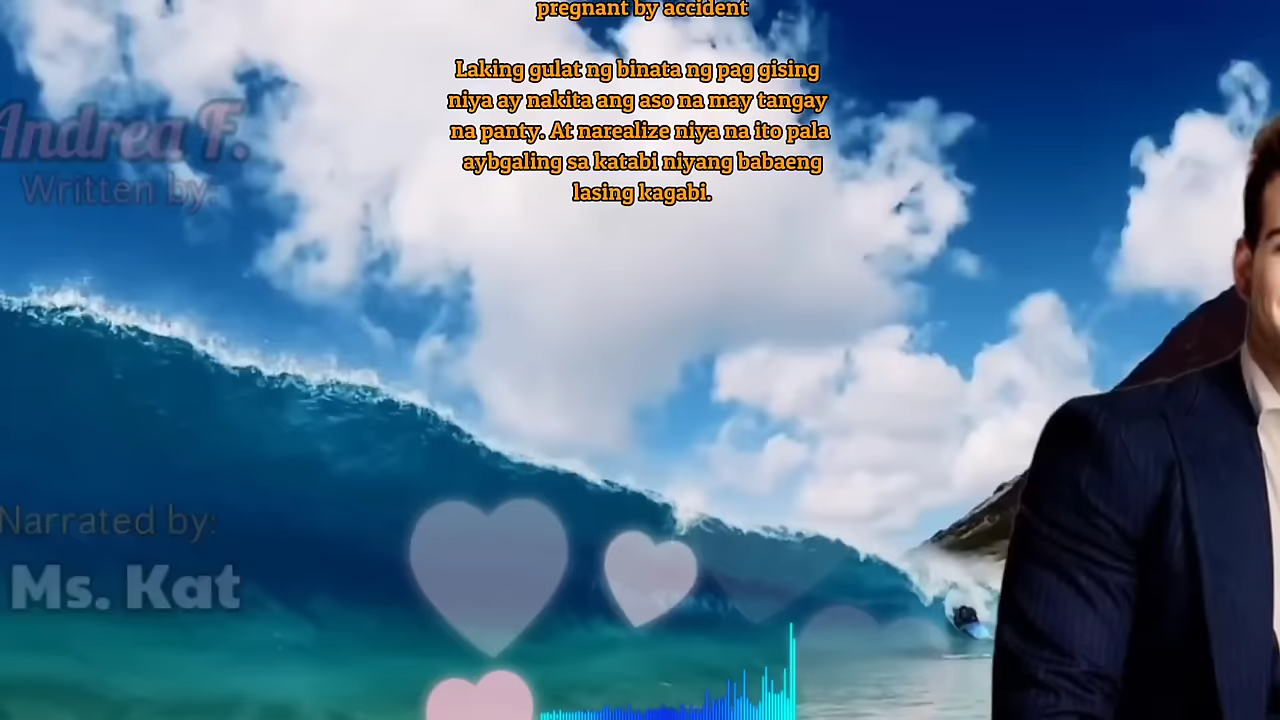 pregnant by accident
Laking gulat ng binata ng pag gising
niya ay nakita ang aso na may tangay
na panty. At narealize niya na ito pala
aybgaling sa katabi niyang babaeng
lasing kagabi.
Andrea F.
Written by:
Narrated by:
Ms. Kat